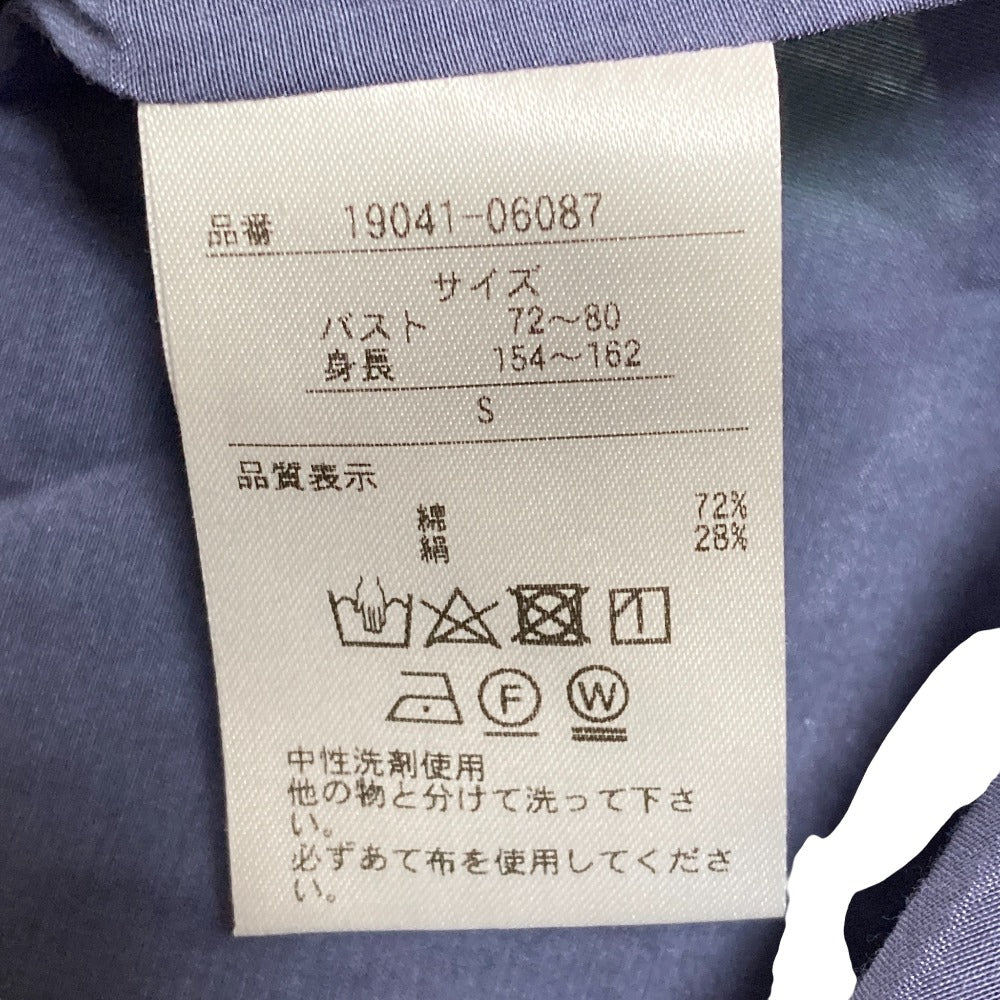 品番 19041-06087
サイズ
バスト 72～80
身長 154～162
S
品質表示
綿 72%
絹 28%
F W
中性洗剤使用
他の物と分けて洗って下さ
い。
必ずあて布を使用してくださ
い。